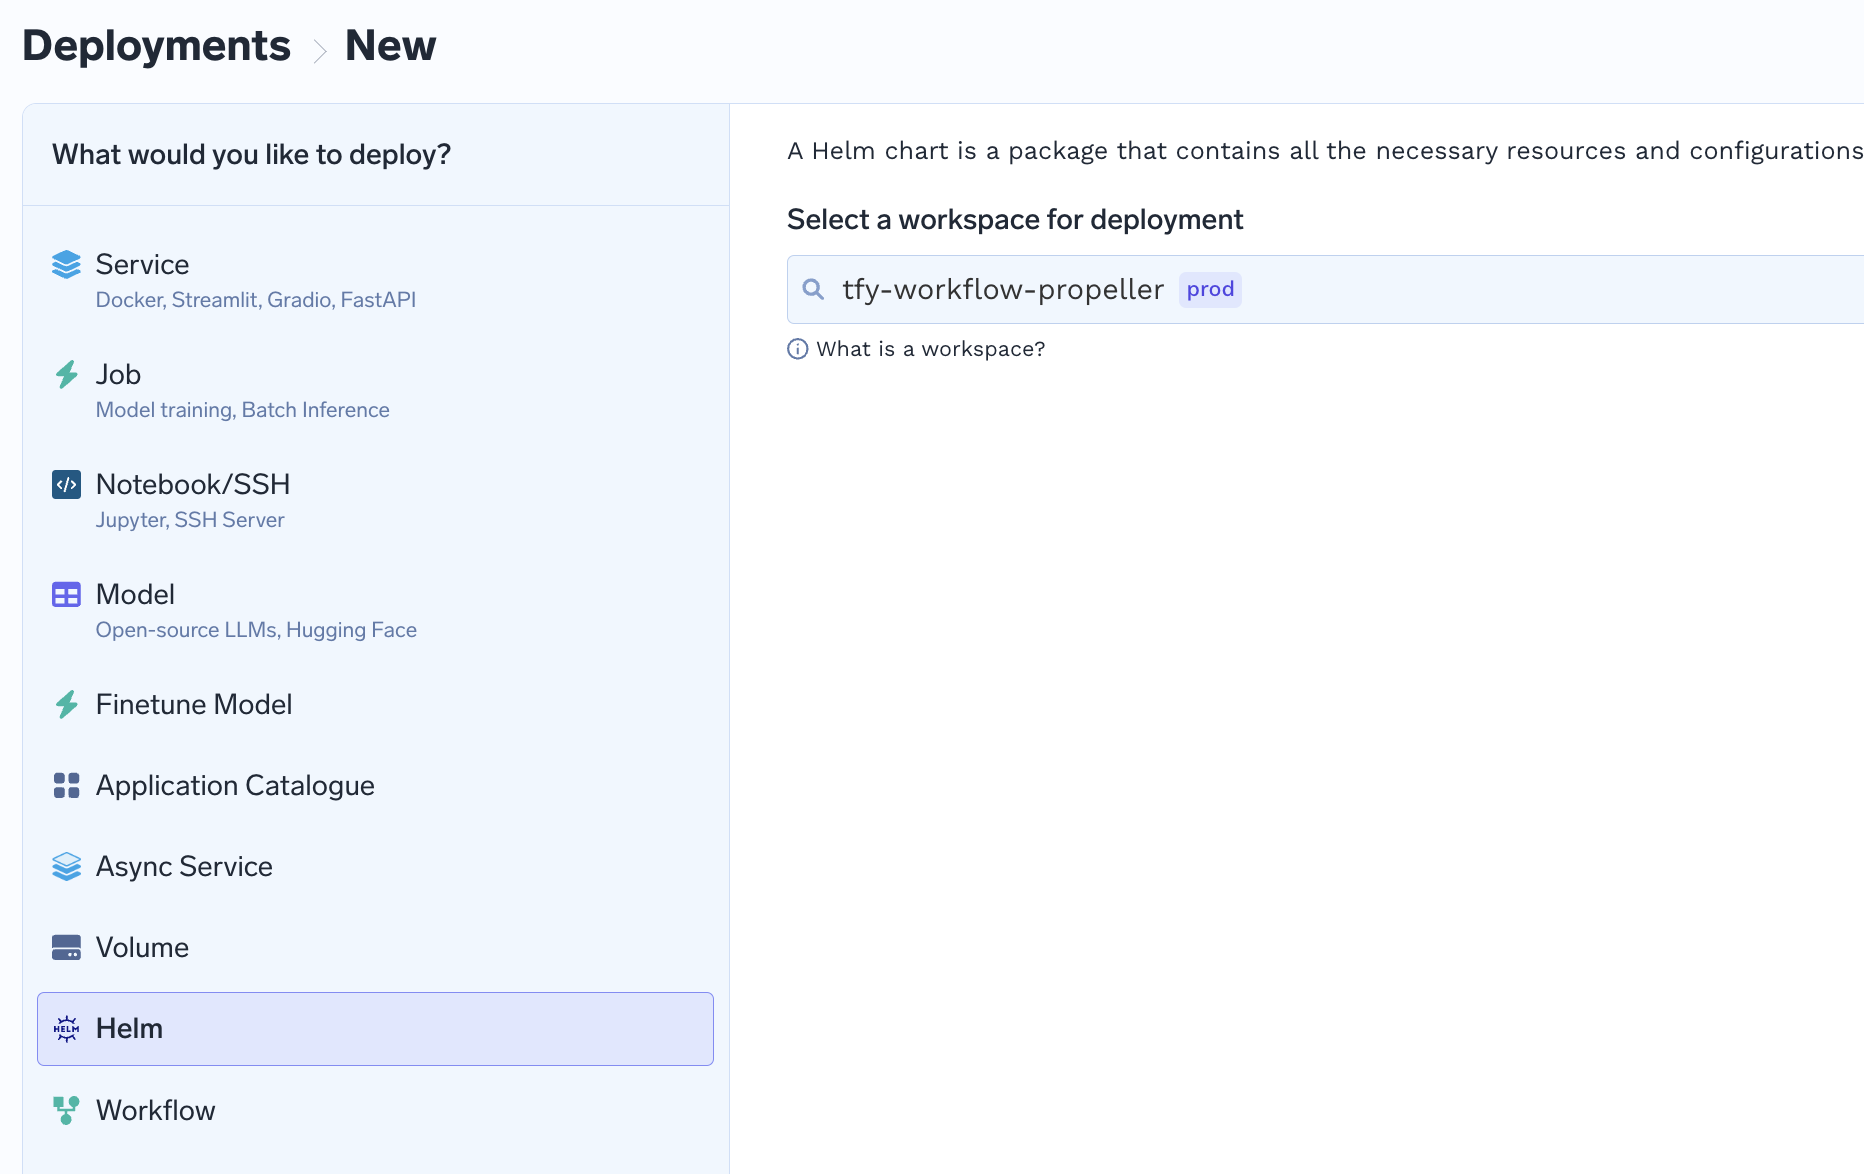 Deployments > New
What would you like to deploy?
Service
Docker, Streamlit, Gradio, FastAPI
Job
Model training, Batch Inference
Notebook/SSH
Jupyter, SSH Server
Model
Open-source LLMs, Hugging Face
Finetune Model
Application Catalogue
Async Service
Volume
HELM Helm
Workflow
A Helm chart is a package that contains all the necessary resources and configurations
Select a workspace for deployment
tfy-workflow-propeller prod
What is a workspace?